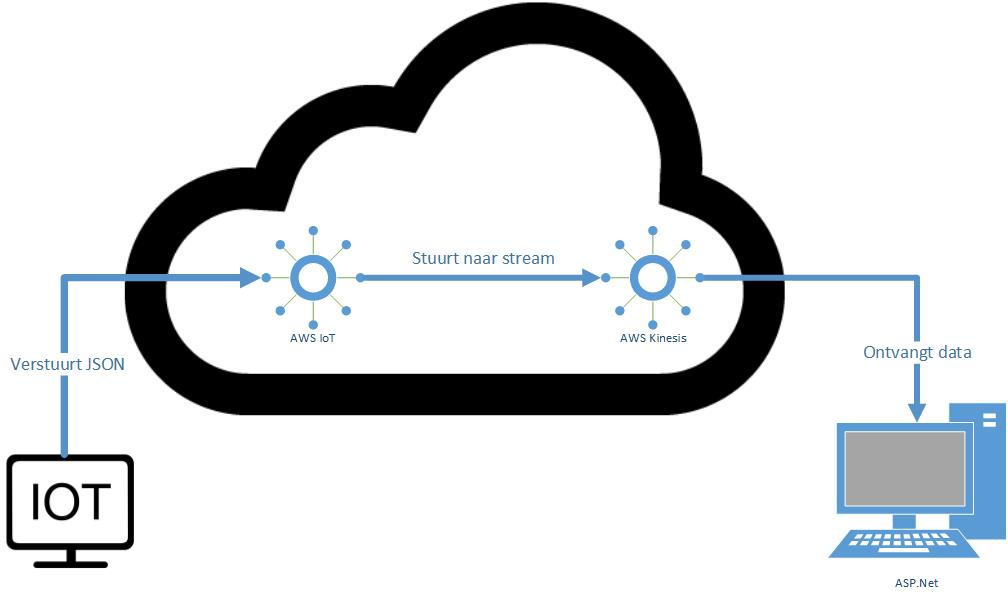 Stuurt naar stream
AWS IoT
AWS Kinesis
Verstuurt JSON
Ontvangt data
IOT
ASP.Net